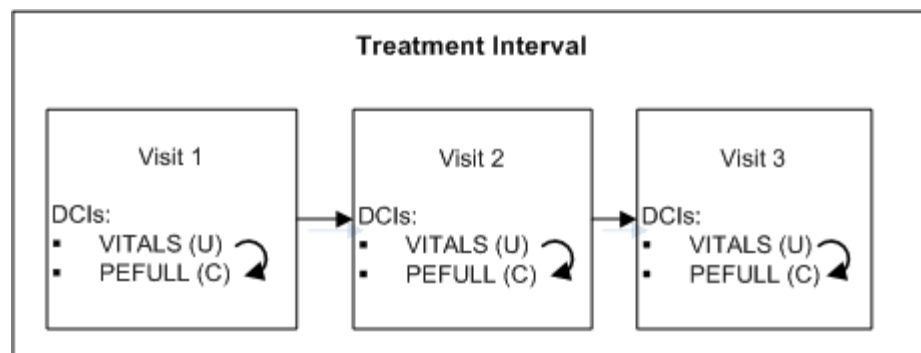 Treatment Interval
Visit 1
DCIs:
▪ VITALS (U)
▪ PEFULL (C)
Visit 2
DCIs:
▪ VITALS (U)
▪ PEFULL (C)
Visit 3
DCIs:
▪ VITALS (U)
▪ PEFULL (C)